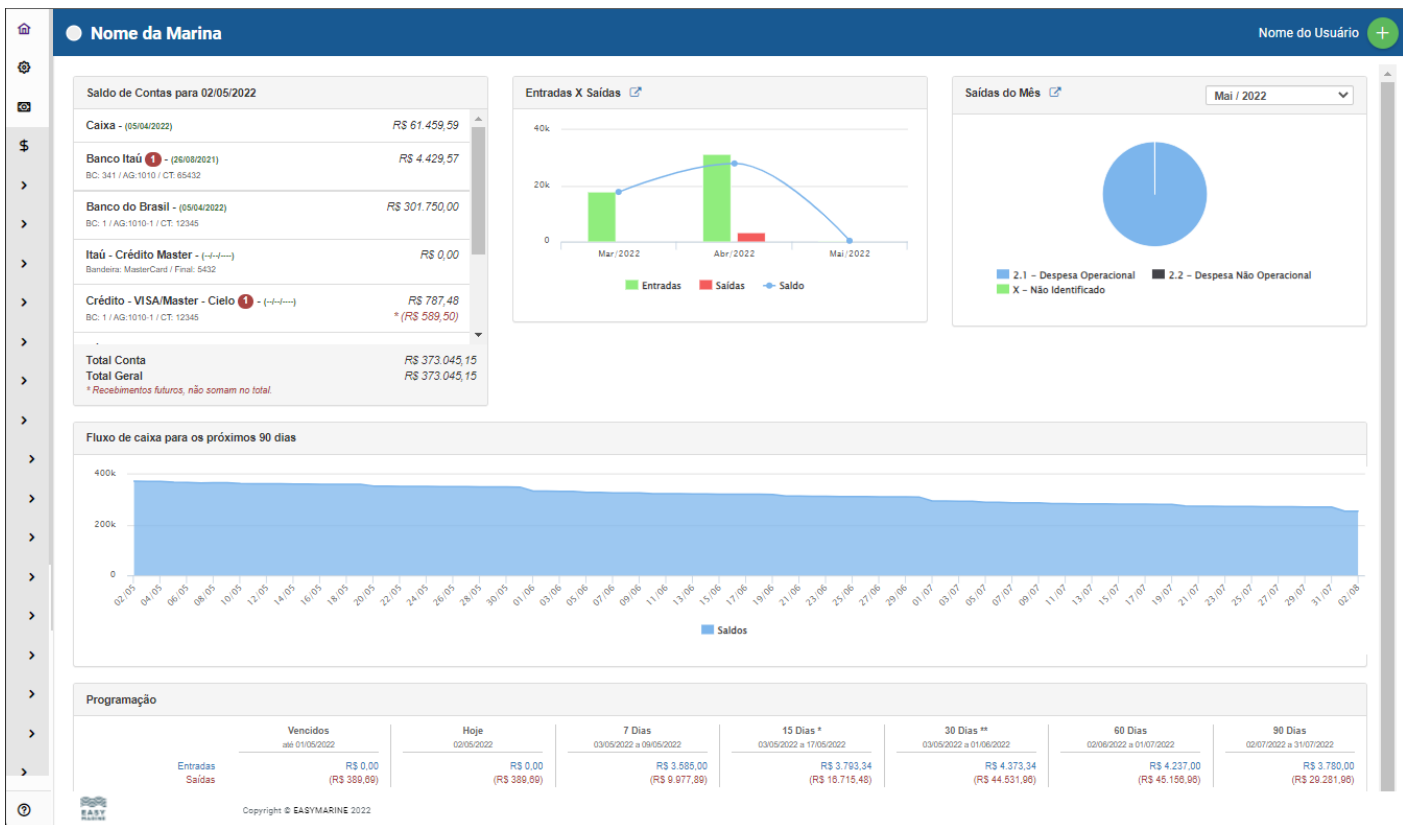 Nome da Marina
Nome do Usuário
Saldo de Contas para 02/05/2022
Caixa - (05/04/2022) R$ 61.459,59
Banco Itaú 1 - (26/08/2021) R$ 4.429,57
BC: 341 / AG:1010 / CT: 65432
Banco do Brasil - (05/04/2022) R$ 301.750,00
BC: 1 / AG:1010-1 / CT: 12345
Itaú - Crédito Master - (--/--/----) R$ 0,00
Bandeira: MasterCard / Final: 5432
Crédito - VISA/Master - Cielo 1 - (--/--/----) R$ 787,48
BC: 1 / AG:1010-1 / CT: 12345 * (R$ 589,50)
Total Conta R$ 373.045,15
Total Geral R$ 373.045,15
* Recebimentos futuros, não somam no total.
Entradas X Saídas
40k
20k
0
Mar/2022 Abr/2022 Mai/2022
Entradas Saídas Saldo
Saídas do Mês Mai / 2022
2.1 - Despesa Operacional 2.2 - Despesa Não Operacional
X - Não Identificado
Fluxo de caixa para os próximos 90 dias
400k
200k
0
02/05 04/05 06/05 08/05 10/05 12/05 14/05 16/05 18/05 20/05 22/05 24/05 26/05 28/05 30/05 01/06 03/06 05/06 07/06 09/06 11/06 13/06 15/06 17/06 19/06 21/06 23/06 25/06 27/06 29/06 01/07 03/07 05/07 07/07 09/07 11/07 13/07 15/07 17/07 19/07 21/07 23/07 25/07 27/07 29/07 31/07 02/08
Saldos
Programação
Vencidos Hoje 7 Dias 15 Dias * 30 Dias ** 60 Dias 90 Dias
até 01/05/2022 02/05/2022 03/05/2022 a 09/05/2022 03/05/2022 a 17/05/2022 03/05/2022 a 01/06/2022 02/06/2022 a 01/07/2022 02/07/2022 a 31/07/2022
Entradas R$ 0,00 R$ 0,00 R$ 3.585,00 R$ 3.793,34 R$ 4.373,34 R$ 4.237,00 R$ 3.780,00
Saídas (R$ 389,69) (R$ 389,69) (R$ 9.977,89) (R$ 16.715,48) (R$ 44.531,96) (R$ 45.156,96) (R$ 29.281,96)
EASY
MARINE
Copyright © EASYMARINE 2022